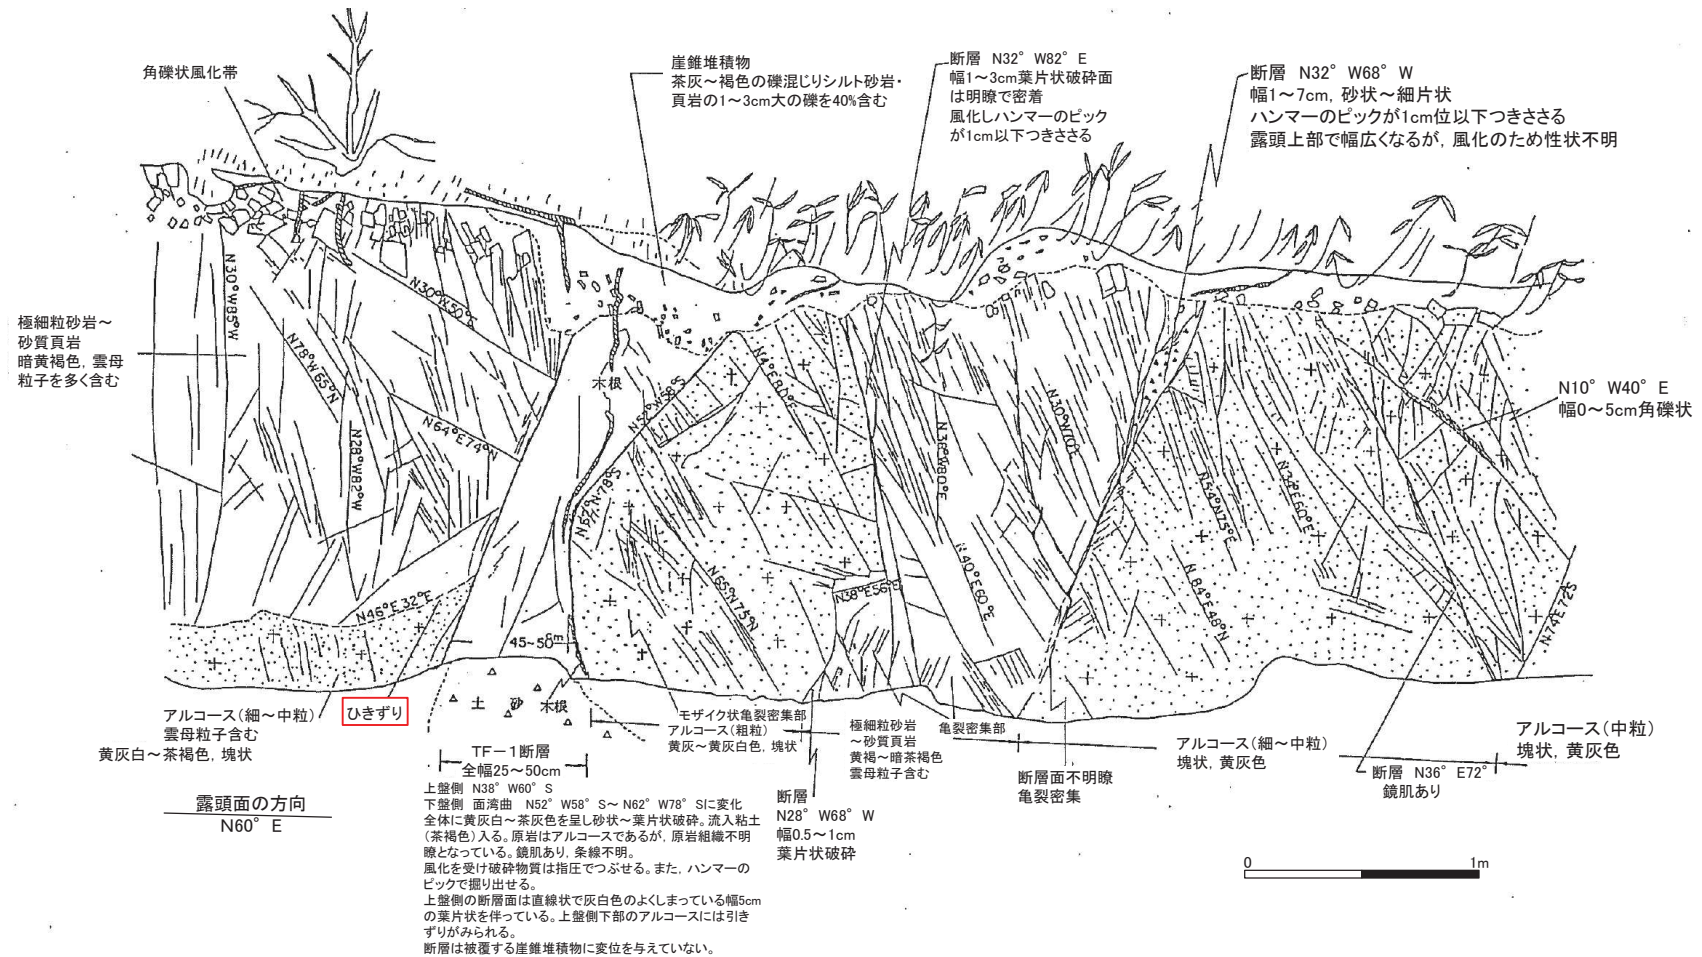 角礫状風化帯
崖錐堆積物
茶灰～褐色の礫混じりシルト砂岩・
頁岩の1～3cm大の礫を40%含む
断層 N32° W82° E
幅1～3cm葉片状破砕面
は明瞭で密着
風化しハンマーのピック
が1cm以下つきささる
断層 N32° W68° W
幅1～7cm, 砂状～細片状
ハンマーのピックが1cm位以下つきささる
露頭上部で幅広くなるが, 風化のため性状不明
極細粒砂岩～
砂質頁岩
暗黄褐色, 雲母
粒子を多く含む
N30°W85°W
N78°W65°N
N30°W50°E
N28°W82°W
N64°E74°N
N46°E32°E
木根
N52°W58°S
N4°E80°E
N62°N78°S
N65°N75°N
N38°E56°E
N38°W80°E
N30°W70°E
N40°E60°E
N54°N75°E
N31°E60°E
N84°E48°N
N74°E72°S
N10° W40° E
幅0～5cm角礫状
45～50m
土 砂 木根
アルコース(細～中粒)
雲母粒子含む
黄灰白～茶褐色, 塊状
ひきずり
TF－1断層
全幅25～50cm
上盤側 N38° W60° S
下盤側 面湾曲 N52° W58° S～ N62° W78° Sに変化
全体に黄灰白～茶灰色を呈し砂状～葉片状破砕。流入粘土
(茶褐色)入る。原岩はアルコースであるが, 原岩組織不明
瞭となっている。鏡肌あり, 条線不明。
風化を受け破砕物質は指圧でつぶせる。また, ハンマーの
ピックで掘り出せる。
上盤側の断層面は直線状で灰白色のよくしまっている幅5cm
の葉片状を伴っている。上盤側下部のアルコースには引き
ずりがみられる。
断層は被覆する崖錐堆積物に変位を与えていない。
モザイク状亀裂密集部
アルコース(粗粒)
黄灰～黄灰白色, 塊状
断層
N28° W68° W
幅0.5～1cm
葉片状破砕
極細粒砂岩
～砂質頁岩
黄褐～暗茶褐色
雲母粒子含む
亀裂密集部
断層面不明瞭
亀裂密集
アルコース(細～中粒)
塊状, 黄灰色
断層 N36° E72°
鏡肌あり
アルコース(中粒)
塊状, 黄灰色
露頭面の方向
N60° E
0 1m